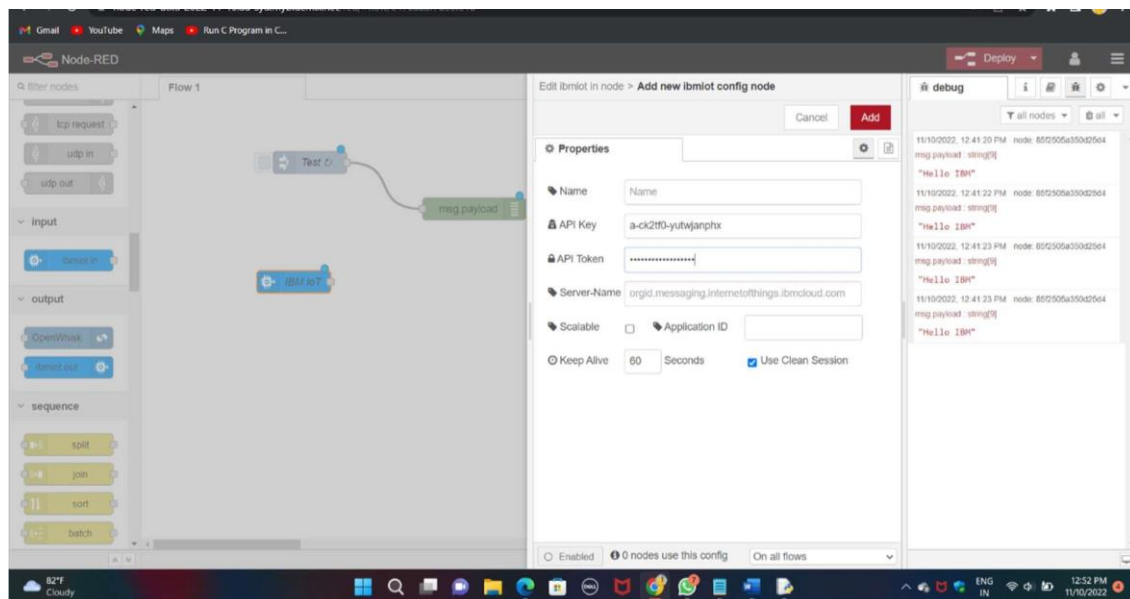 Gmail YouTube Maps Run C Program in C...
Node-RED
Deploy
filter nodes
Flow 1
Edit ibmiot in node > Add new ibmiot config node
debug
Cancel
Add
all nodes
all
tcp request
udp in
udp out
input
ibmiot in
output
OpenWhisk
ibmiot out
sequence
split
join
sort
batch
Test ↻
msg.payload
IBM IoT
Properties
Name
Name
API Key
a-ck2tf0-yutwjanphx
API Token
••••••••••••••••••
Server-Name
orgid.messaging.internetofthings.ibmcloud.com
Scalable
Application ID
Keep Alive
60
Seconds
Use Clean Session
Enabled
0 nodes use this config
On all flows
11/10/2022, 12:41:20 PM node:
msg.payload : string[9]
"Hello IBM"
11/10/2022, 12:41:22 PM node:
msg.payload : string[9]
"Hello IBM"
11/10/2022, 12:41:23 PM node:
msg.payload : string[9]
"Hello IBM"
11/10/2022, 12:41:23 PM node:
msg.payload : string[9]
"Hello IBM"
82°F
Cloudy
ENG
IN
12:52 PM
11/10/2022